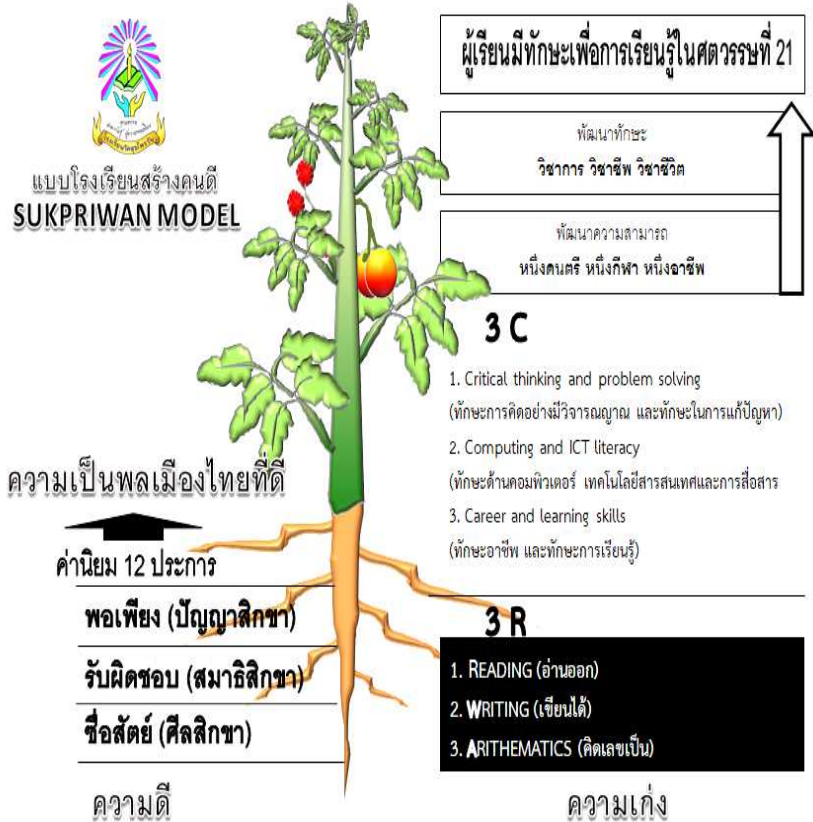 แบบโรงเรียนสร้างคนดี
SUKPRIWAN MODEL
ผู้เรียนมีทักษะเพื่อการเรียนรู้ในศตวรรษที่ 21
พัฒนาทักษะ
วิชาการ วิชาชีพ วิชาชีวิต
พัฒนาความสามารถ
หนึ่งดนตรี หนึ่งกีฬา หนึ่งอาชีพ
3 C
1. Critical thinking and problem solving
(ทักษะการคิดอย่างมีวิจารณญาณ และทักษะในการแก้ปัญหา)
2. Computing and ICT literacy
(ทักษะด้านคอมพิวเตอร์ เทคโนโลยีสารสนเทศและการสื่อสาร
3. Career and learning skills
(ทักษะอาชีพ และทักษะการเรียนรู้)
ความเป็นพลเมืองไทยที่ดี
ค่านิยม 12 ประการ
พอเพียง (ปัญญาสิกขา)
รับผิดชอบ (สมาธิสิกขา)
ซื่อสัตย์ (ศีลสิกขา)
ความดี
3 R
1. READING (อ่านออก)
2. WRITING (เขียนได้)
3. ARITHEMATICS (คิดเลขเป็น)
ความเก่ง